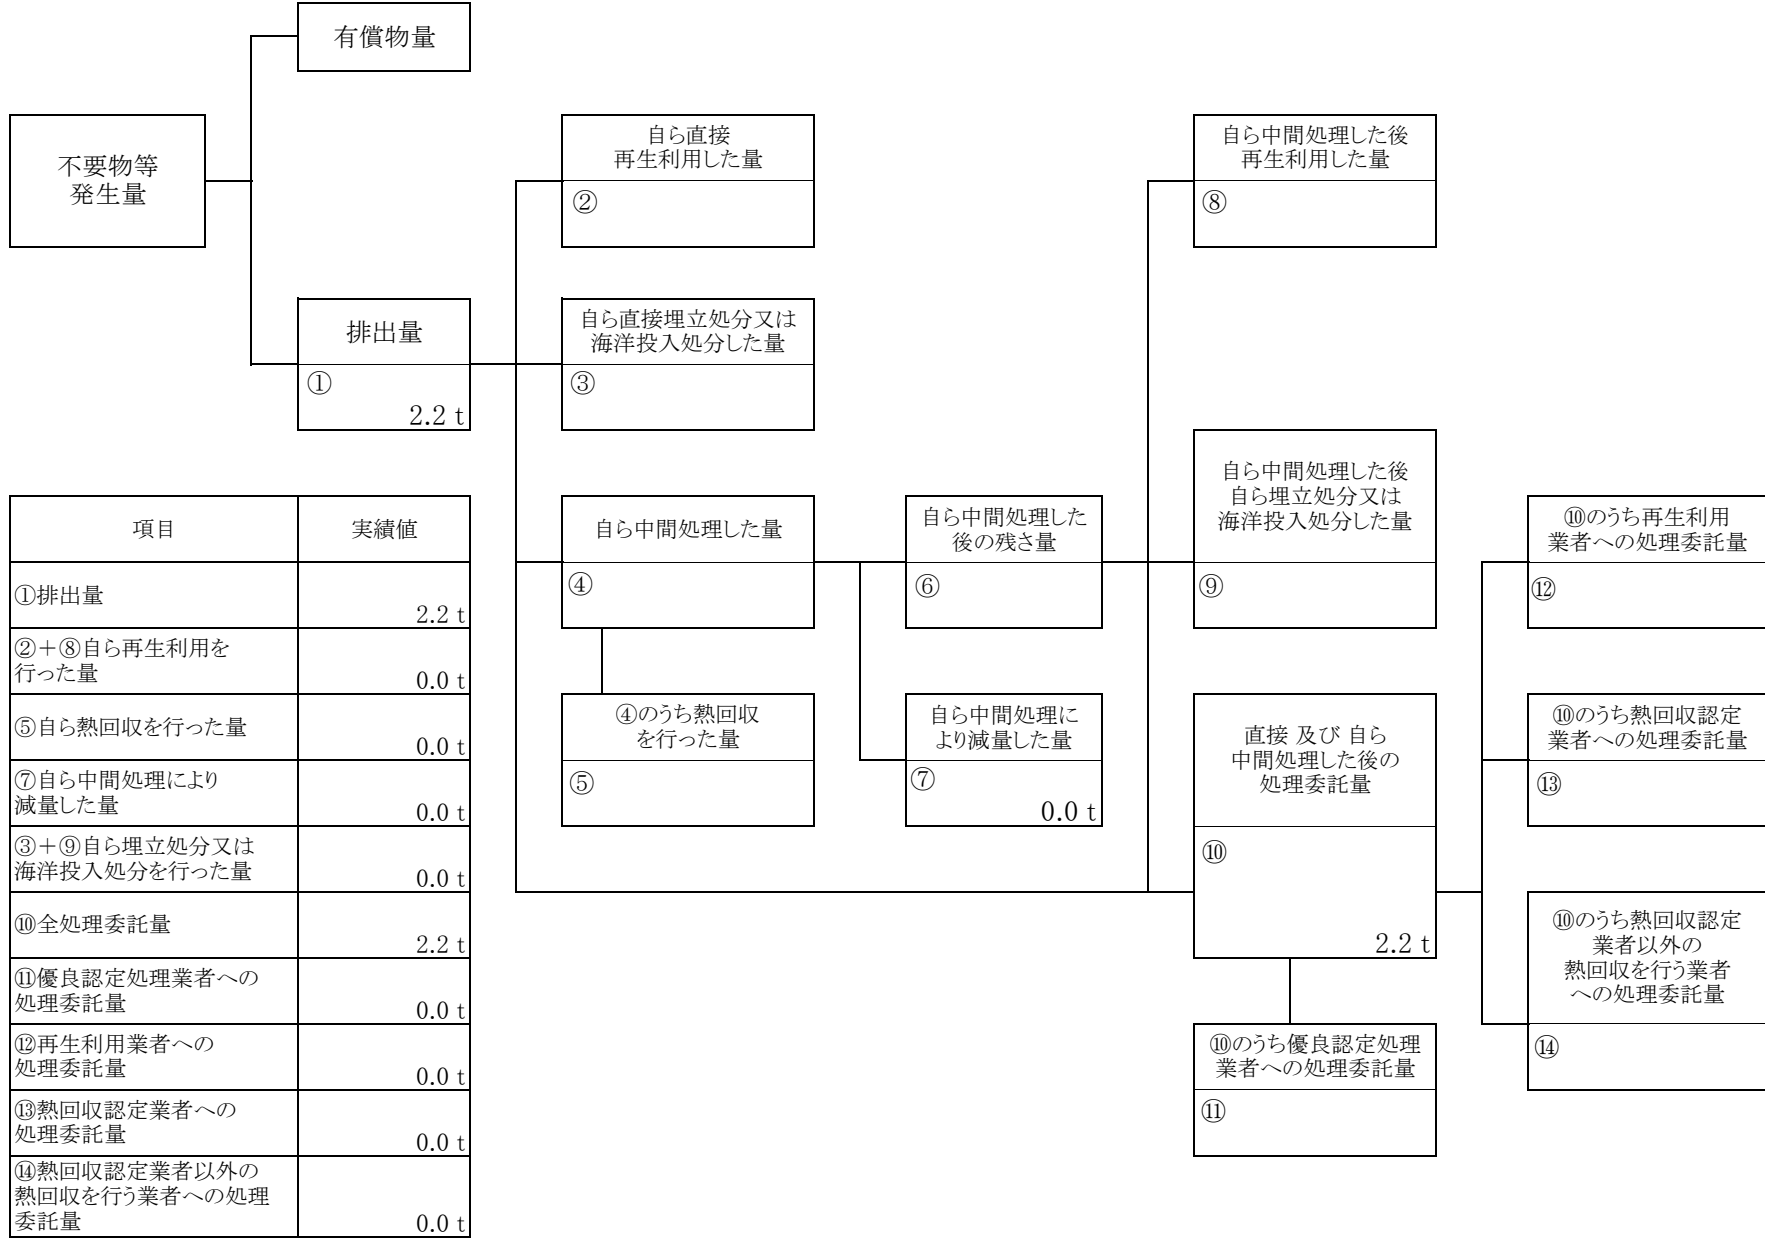 有償物量
不要物等
発生量
自ら直接
再生利用した量
②
自ら中間処理した後
再生利用した量
⑧
排出量
①
2.2 t
自ら直接埋立処分又は
海洋投入処分した量
③
自ら中間処理した量
④
自ら中間処理した
後の残さ量
⑥
自ら中間処理した後
自ら埋立処分又は
海洋投入処分した量
⑨
⑩のうち再生利用
業者への処理委託量
⑫
④のうち熱回収
を行った量
⑤
自ら中間処理に
より減量した量
⑦
0.0 t
直接 及び 自ら
中間処理した後の
処理委託量
⑩
2.2 t
⑩のうち熱回収認定
業者への処理委託量
⑬
⑩のうち熱回収認定
業者以外の
熱回収を行う業者
への処理委託量
⑭
⑩のうち優良認定処理
業者への処理委託量
⑪
項目 実績値
①排出量
2.2 t
②＋⑧自ら再生利用を
行った量
0.0 t
⑤自ら熱回収を行った量
0.0 t
⑦自ら中間処理により
減量した量
0.0 t
③＋⑨自ら埋立処分又は
海洋投入処分を行った量
0.0 t
⑩全処理委託量
2.2 t
⑪優良認定処理業者への
処理委託量
0.0 t
⑫再生利用業者への
処理委託量
0.0 t
⑬熱回収認定業者への
処理委託量
0.0 t
⑭熱回収認定業者以外の
熱回収を行う業者への処理
委託量
0.0 t